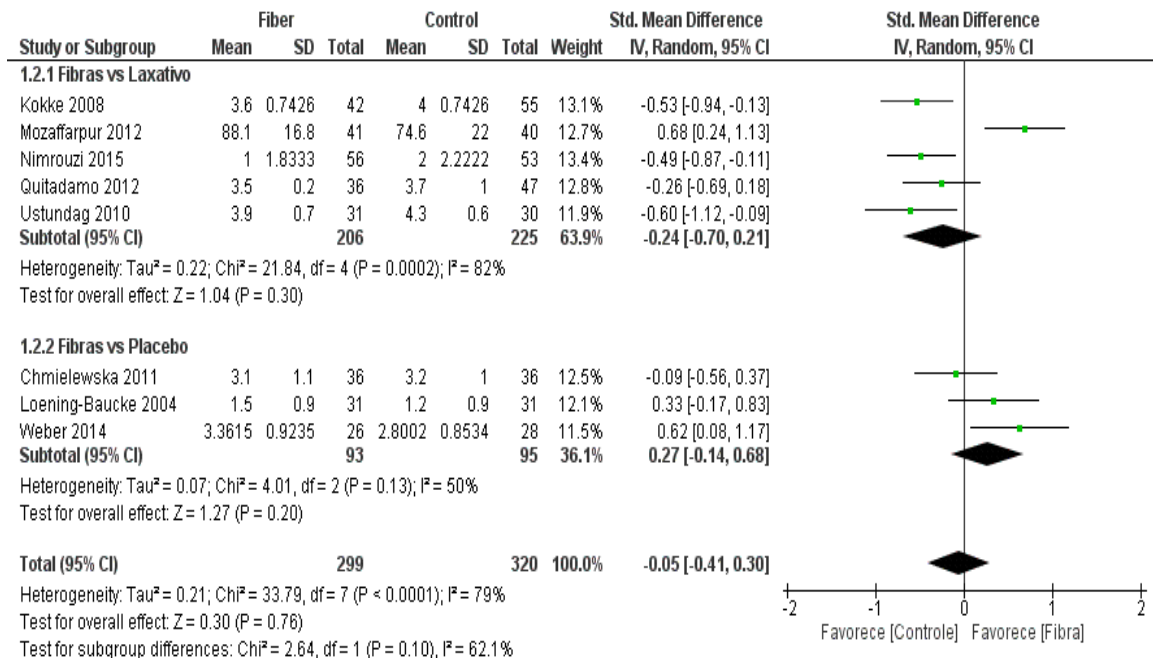 Fiber Control Std. Mean Difference Std. Mean Difference
Study or Subgroup Mean SD Total Mean SD Total Weight IV, Random, 95% CI IV, Random, 95% CI
1.2.1 Fibras vs Laxativo
Kokke 2008 3.6 0.7426 42 4 0.7426 55 13.1% -0.53 [-0.94, -0.13]
Mozaffarpur 2012 88.1 16.8 41 74.6 22 40 12.7% 0.68 [0.24, 1.13]
Nimrouzi 2015 1 1.8333 56 2 2.2222 53 13.4% -0.49 [-0.87, -0.11]
Quitadamo 2012 3.5 0.2 36 3.7 1 47 12.8% -0.26 [-0.69, 0.18]
Ustundag 2010 3.9 0.7 31 4.3 0.6 30 11.9% -0.60 [-1.12, -0.09]
Subtotal (95% CI) 206 225 63.9% -0.24 [-0.70, 0.21]
Heterogeneity: Tau² = 0.22; Chi² = 21.84, df = 4 (P = 0.0002); I² = 82%
Test for overall effect: Z = 1.04 (P = 0.30)
1.2.2 Fibras vs Placebo
Chmielewska 2011 3.1 1.1 36 3.2 1 36 12.5% -0.09 [-0.56, 0.37]
Loening-Baucke 2004 1.5 0.9 31 1.2 0.9 31 12.1% 0.33 [-0.17, 0.83]
Weber 2014 3.3615 0.9235 26 2.8002 0.8534 28 11.5% 0.62 [0.08, 1.17]
Subtotal (95% CI) 93 95 36.1% 0.27 [-0.14, 0.68]
Heterogeneity: Tau² = 0.07; Chi² = 4.01, df = 2 (P = 0.13); I² = 50%
Test for overall effect: Z = 1.27 (P = 0.20)
Total (95% CI) 299 320 100.0% -0.05 [-0.41, 0.30]
Heterogeneity: Tau² = 0.21; Chi² = 33.79, df = 7 (P < 0.0001); I² = 79%
Test for overall effect: Z = 0.30 (P = 0.76)
Test for subgroup differences: Chi² = 2.64, df = 1 (P = 0.10), I² = 62.1%
-2 -1 0 1 2
Favorece [Controle] Favorece [Fibra]